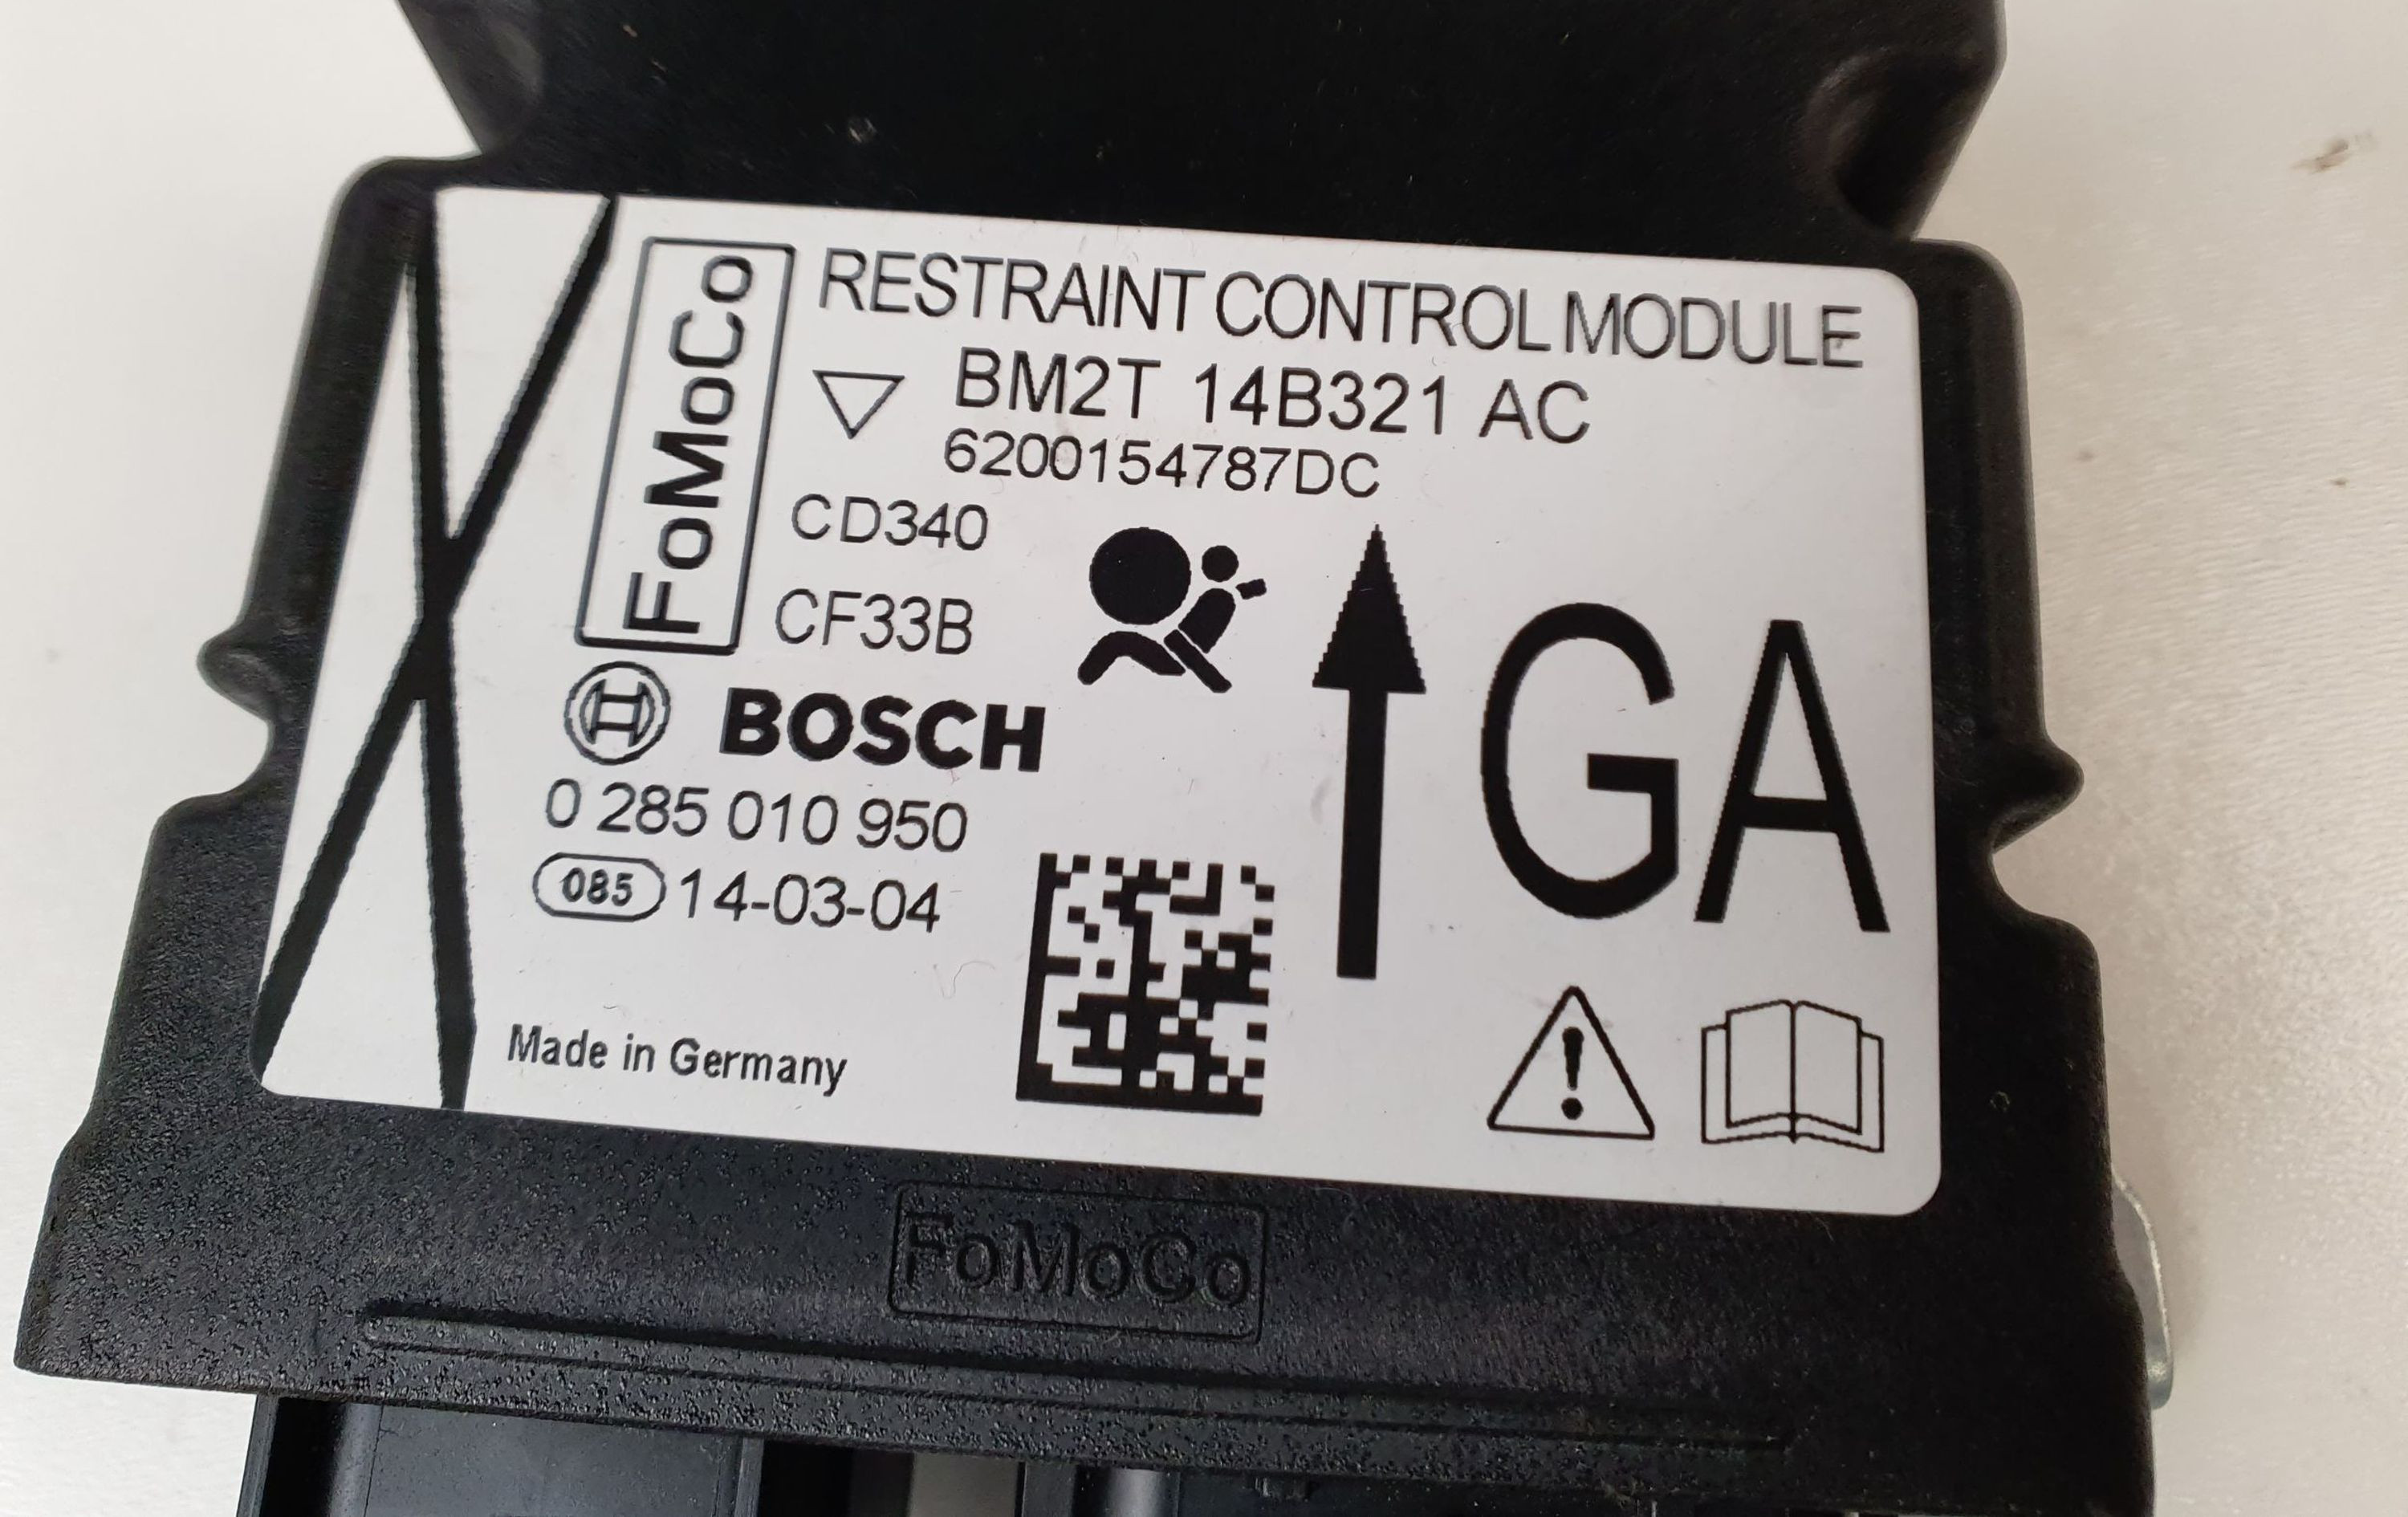 FoMoCo
RESTRAINT CONTROL MODULE
BM2T 14B321 AC
6200154787DC
CD340
CF33B
BOSCH
GA
0 285 010 950
085 14-03-04
Made in Germany
FoMoCo